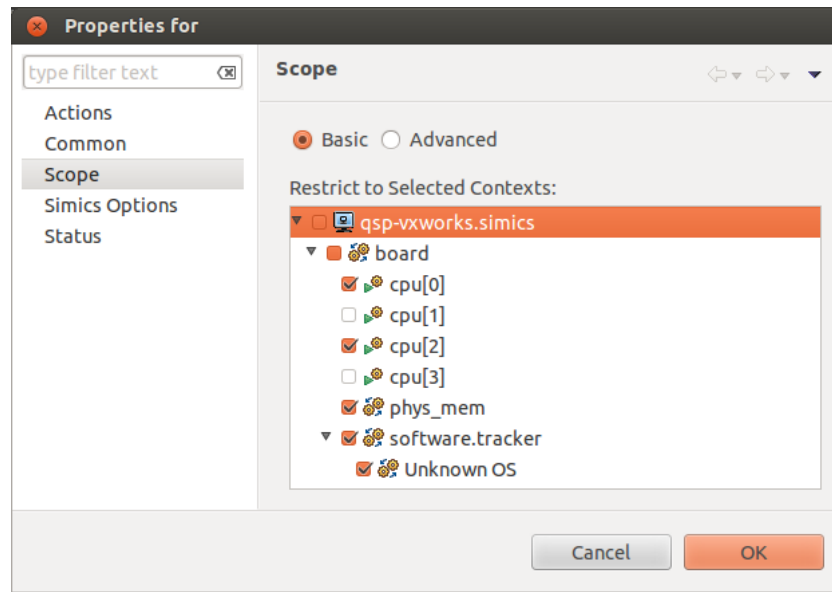 Properties for
type filter text
Scope
Actions
Common
Scope
Simics Options
Status
Basic Advanced
Restrict to Selected Contexts:
qsp-vxworks.simics
board
cpu[0]
cpu[1]
cpu[2]
cpu[3]
phys_mem
software.tracker
Unknown OS
Cancel OK